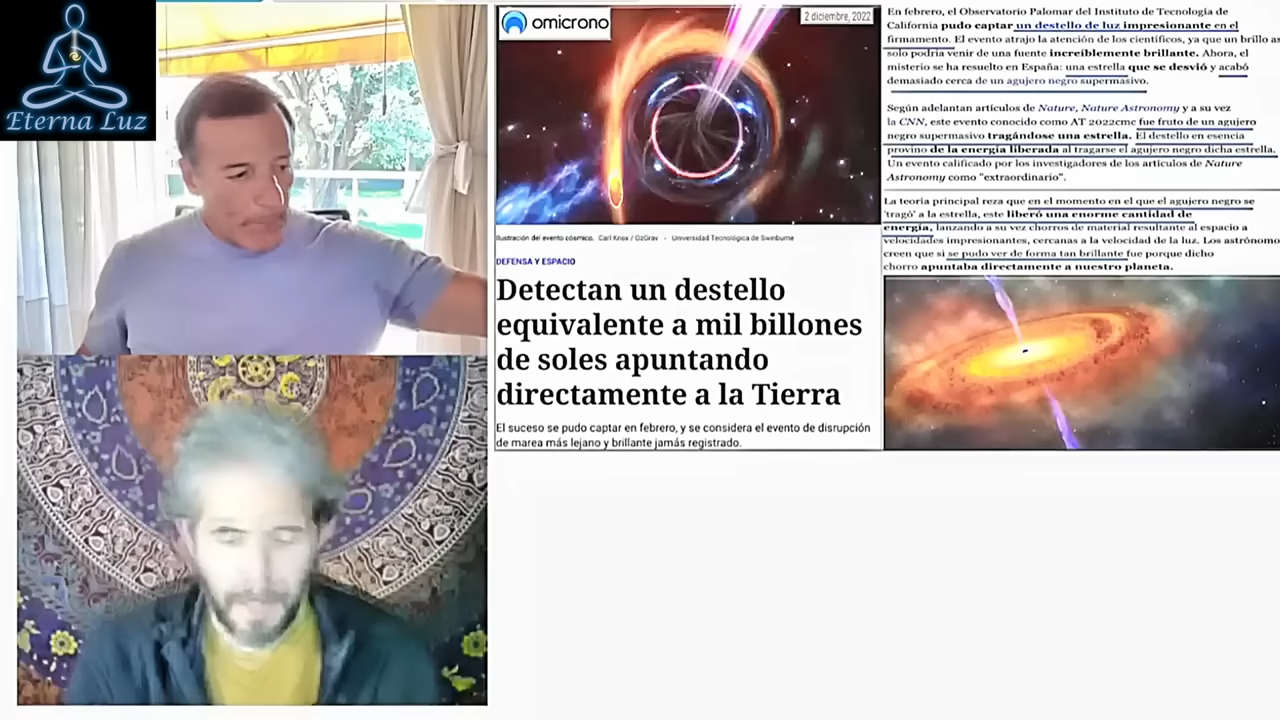 Eterna Luz
omicrono
2 diciembre, 2022
Ilustración del evento cósmico. Carl Knox / OzGrav - Universidad Tecnológica de Swinburne
DEFENSA Y ESPACIO
Detectan un destello
equivalente a mil billones
de soles apuntando
directamente a la Tierra
El suceso se pudo captar en febrero, y se considera el evento de disrupción
de marea más lejano y brillante jamás registrado.
En febrero, el Observatorio Palomar del Instituto de Tecnología de
California pudo captar un destello de luz impresionante en el
firmamento. El evento atrajo la atención de los científicos, ya que un brillo as
solo podría venir de una fuente increíblemente brillante. Ahora, el
misterio se ha resuelto en España: una estrella que se desvió y acabó
demasiado cerca de un agujero negro supermasivo.
Según adelantan artículos de Nature, Nature Astronomy y a su vez
la CNN, este evento conocido como AT 2022cmc fue fruto de un agujero
negro supermasivo tragándose una estrella. El destello en esencia
provino de la energía liberada al tragarse el agujero negro dicha estrella.
Un evento calificado por los investigadores de los artículos de Nature
Astronomy como "extraordinario".
La teoría principal reza que en el momento en el que el agujero negro se
'tragó' a la estrella, este liberó una enorme cantidad de
energía, lanzando a su vez chorros de material resultante al espacio a
velocidades impresionantes, cercanas a la velocidad de la luz. Los astrónomo
creen que si se pudo ver de forma tan brillante fue porque dicho
chorro apuntaba directamente a nuestro planeta.